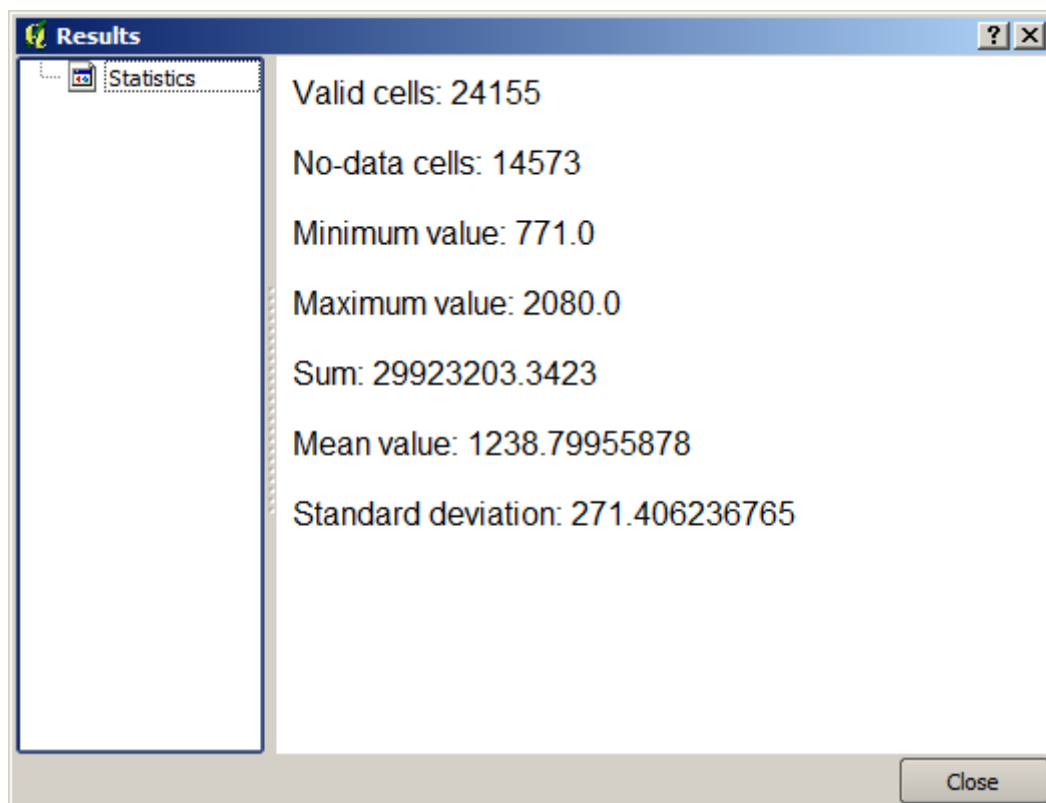 Results
Statistics
Valid cells: 24155
No-data cells: 14573
Minimum value: 771.0
Maximum value: 2080.0
Sum: 29923203.3423
Mean value: 1238.79955878
Standard deviation: 271.406236765
Close